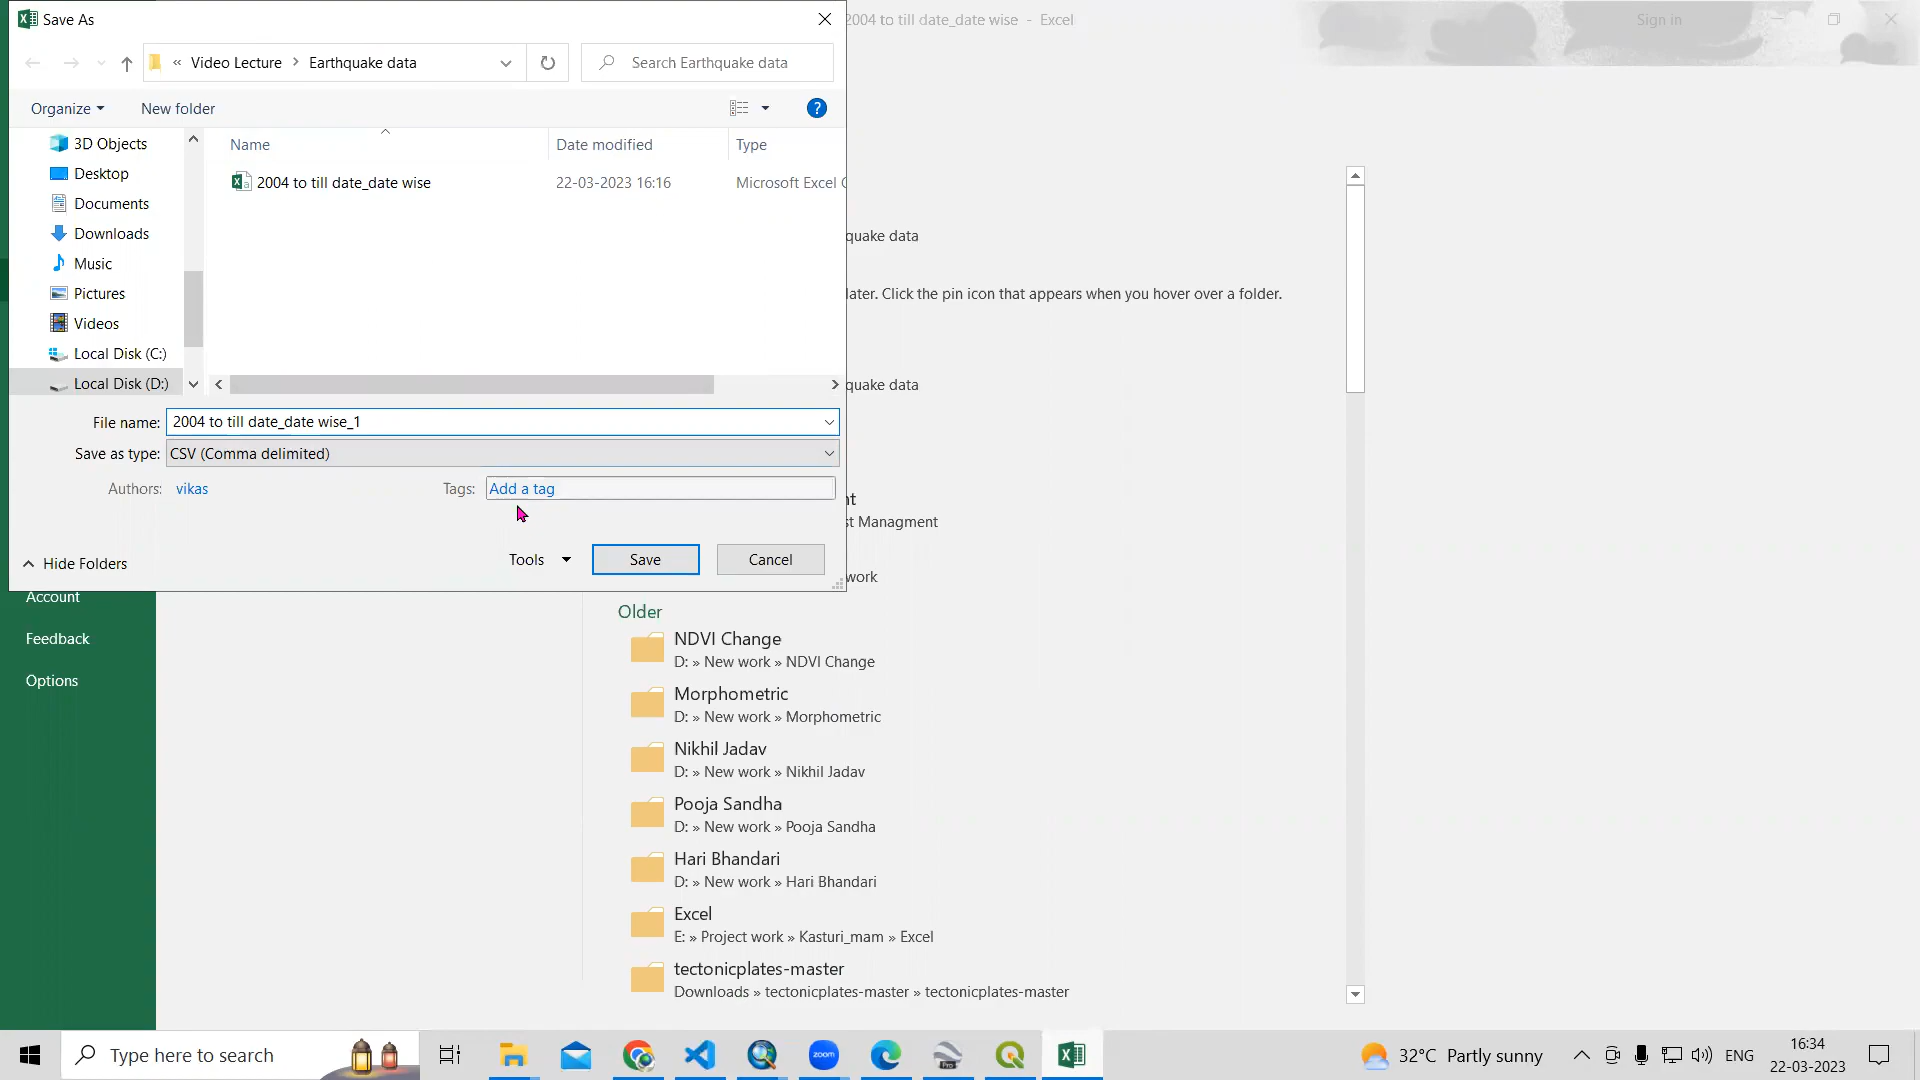 Save As
2004 to till date_date wise - Excel
Sign in
« Video Lecture > Earthquake data
Search Earthquake data
Organize
New folder
?
3D Objects
Desktop
Documents
Downloads
Music
Pictures
Videos
Local Disk (C:)
Local Disk (D:)
Name
Date modified
Type
2004 to till date_date wise
22-03-2023 16:16
Microsoft Excel C
File name: 2004 to till date_date wise_1
Save as type: CSV (Comma delimited)
Authors: vikas
Tags: Add a tag
Hide Folders
Tools
Save
Cancel
quake data
later. Click the pin icon that appears when you hover over a folder.
quake data
nt
st Managment
work
Older
NDVI Change
D: » New work » NDVI Change
Morphometric
D: » New work » Morphometric
Nikhil Jadav
D: » New work » Nikhil Jadav
Pooja Sandha
D: » New work » Pooja Sandha
Hari Bhandari
D: » New work » Hari Bhandari
Excel
E: » Project work » Kasturi_mam » Excel
tectonicplates-master
Downloads » tectonicplates-master » tectonicplates-master
Account
Feedback
Options
Type here to search
zoom
Pro
32°C Partly sunny
ENG
16:34
22-03-2023